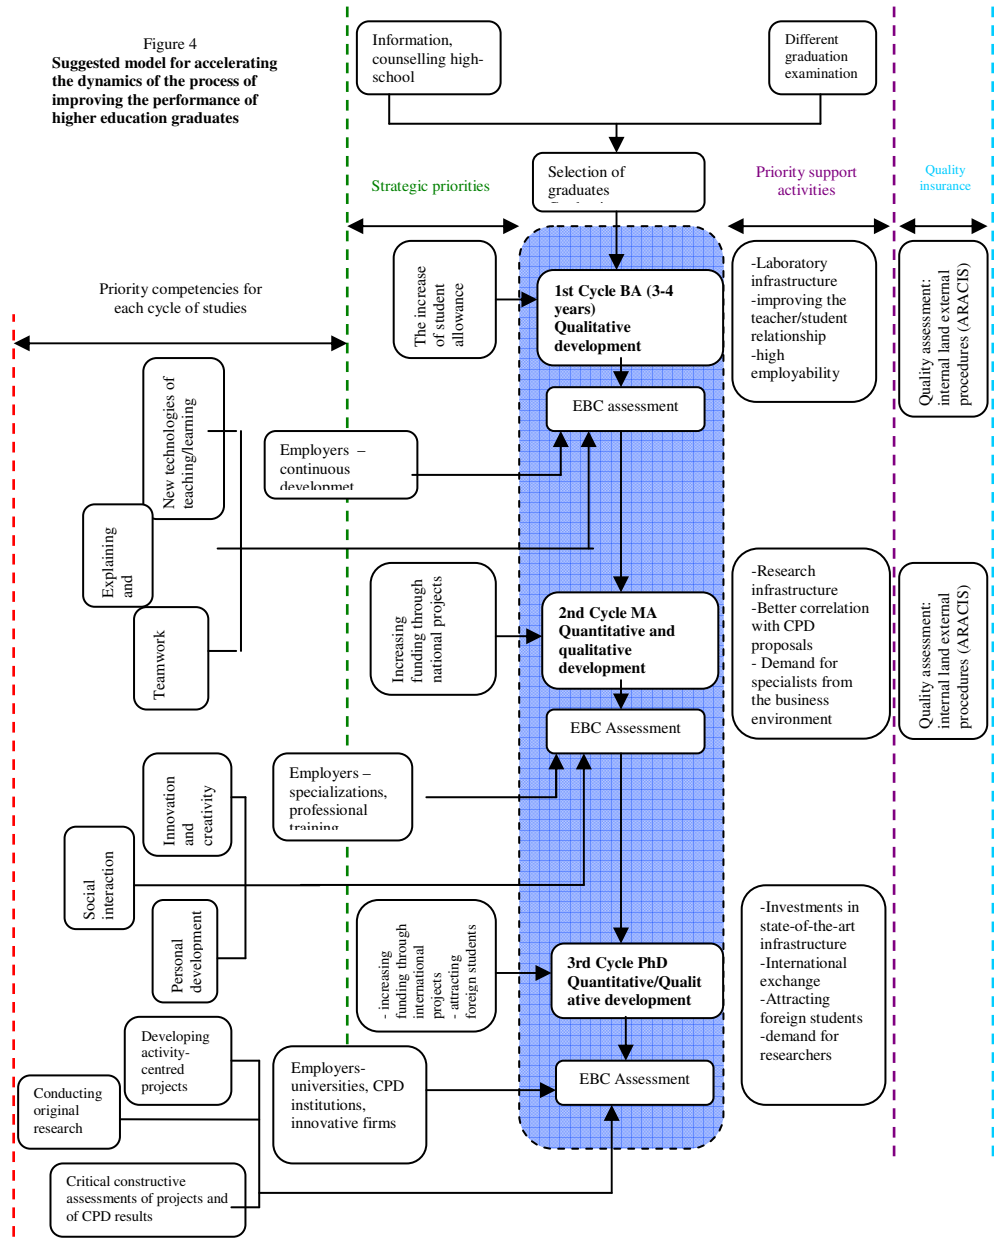 Figure 4
Suggested model for accelerating
the dynamics of the process of
improving the performance of
higher education graduates
Information,
counselling high-
school
Different
graduation
examination
Selection of
graduates
Strategic priorities
Priority support
activities
Quality
insurance
Priority competencies for
each cycle of studies
The increase
of student
allowance
1st Cycle BA (3-4
years)
Qualitative
development
-Laboratory
infrastructure
-improving the
teacher/student
relationship
-high
employability
Quality assessment:
internal land external
procedures (ARACIS)
EBC assessment
New technologies of
teaching/learning
Employers –
continuous
developmet
Explaining
and
Teamwork
Increasing
funding through
national projects
2nd Cycle MA
Quantitative and
qualitative
development
-Research
infrastructure
-Better correlation
with CPD
proposals
- Demand for
specialists from
the business
environment
Quality assessment:
internal land external
procedures (ARACIS)
EBC Assessment
Innovation
and
creativity
Employers –
specializations,
professional
training
Social
interaction
Personal
development
- increasing
funding through
international
projects
- attracting
foreign students
3rd Cycle PhD
Quantitative/Qualit
ative development
-Investments in
state-of-the-art
infrastructure
-International
exchange
-Attracting
foreign students
-demand for
researchers
Developing
activity-
centred
projects
Employers-
universities, CPD
institutions,
innovative firms
EBC Assessment
Conducting
original
research
Critical constructive
assessments of projects and
of CPD results